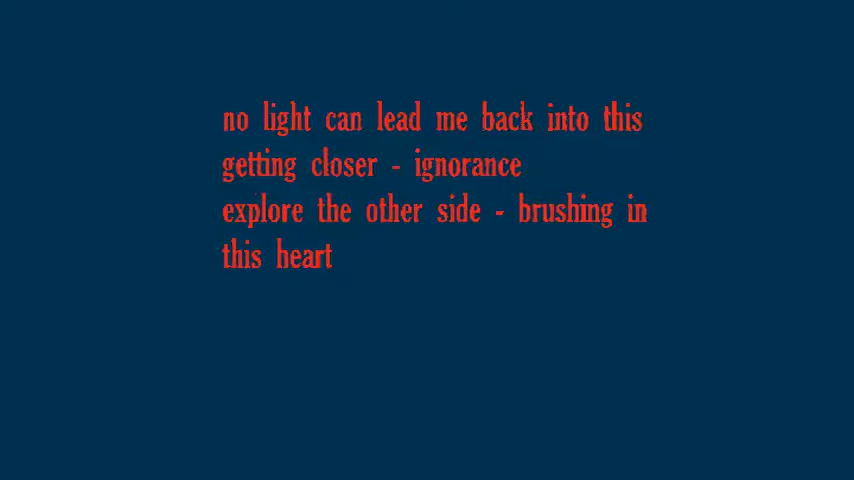 no light can lead me back into this
getting closer - ignorance
explore the other side - brushing in
this heart